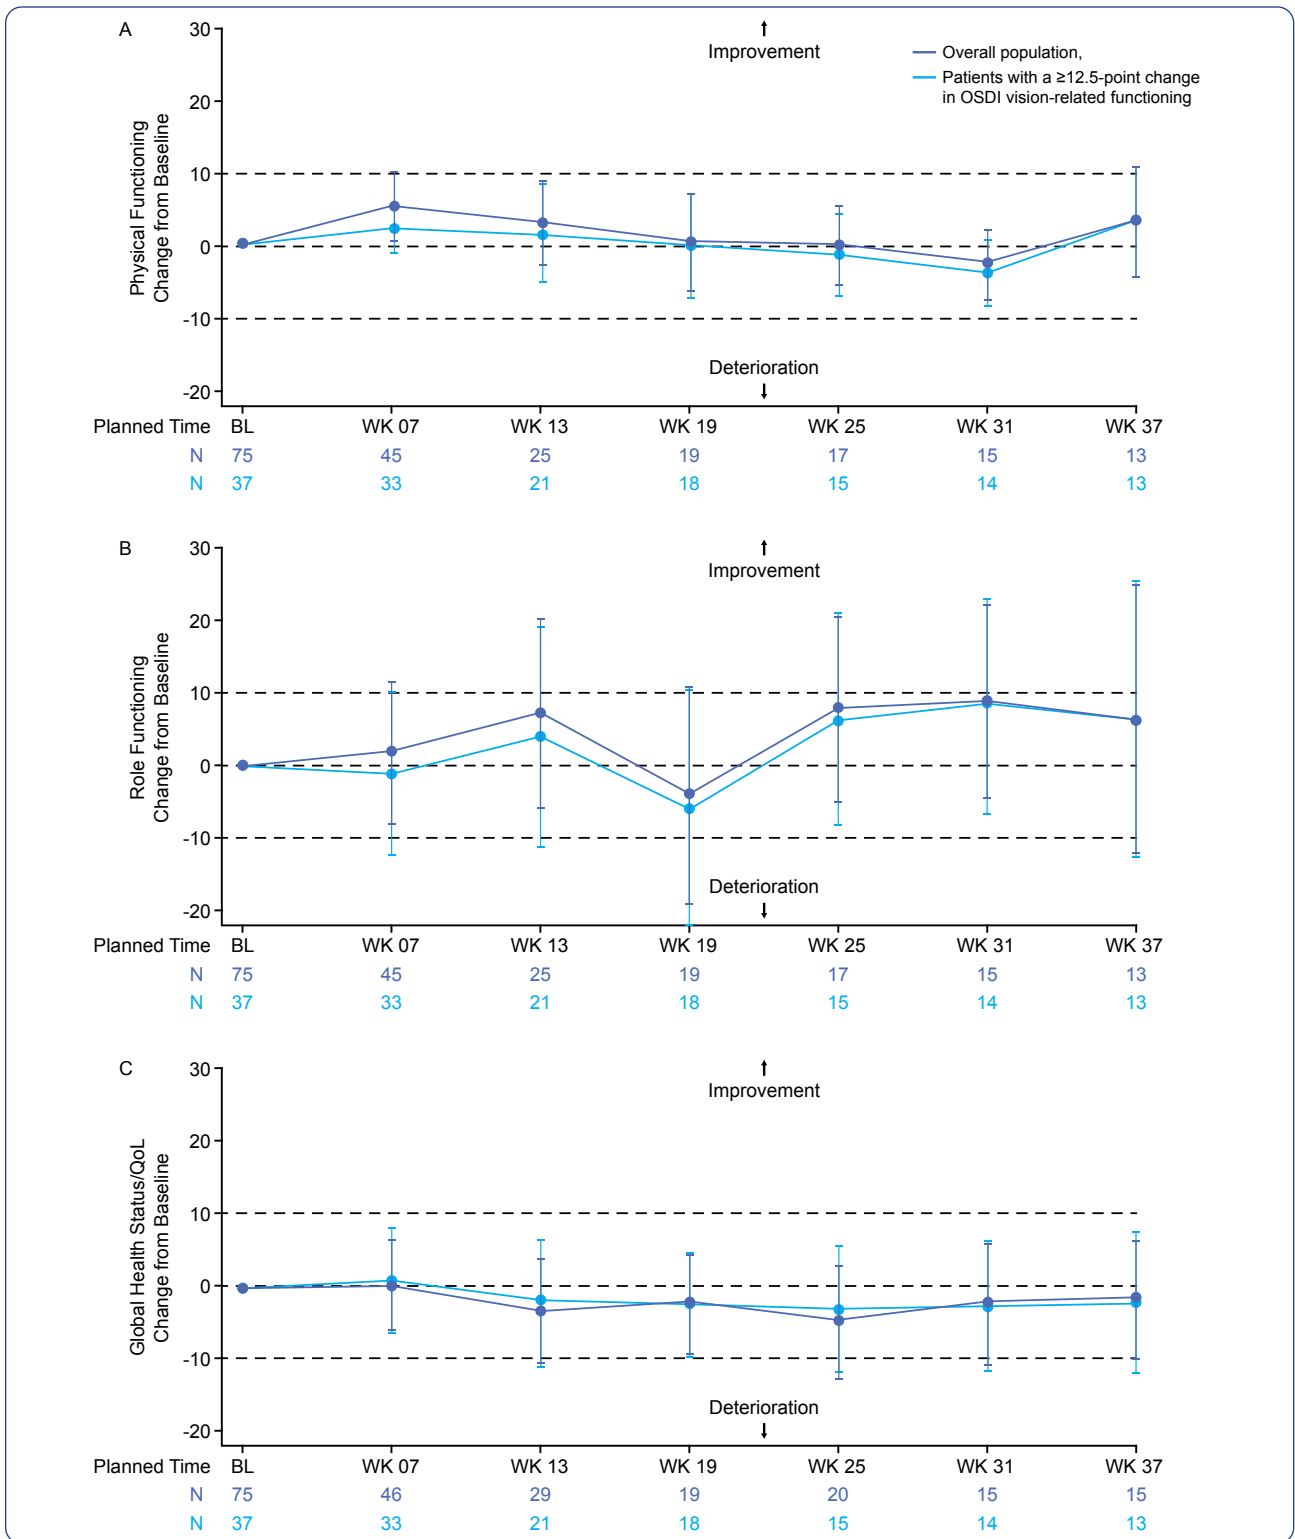 A
30
20
10
0
-10
-20
Physical Functioning
Change from Baseline
Improvement
Overall population,
Patients with a ≥12.5-point change
in OSDI vision-related functioning
Deterioration
Planned Time BL WK 07 WK 13 WK 19 WK 25 WK 31 WK 37
N 75 45 25 19 17 15 13
N 37 33 21 18 15 14 13
B
30
20
10
0
-10
-20
Role Functioning
Change from Baseline
Improvement
Deterioration
Planned Time BL WK 07 WK 13 WK 19 WK 25 WK 31 WK 37
N 75 45 25 19 17 15 13
N 37 33 21 18 15 14 13
C
30
20
10
0
-10
-20
Global Health Status/QoL
Change from Baseline
Improvement
Deterioration
Planned Time BL WK 07 WK 13 WK 19 WK 25 WK 31 WK 37
N 75 46 29 19 20 15 15
N 37 33 21 18 15 14 13